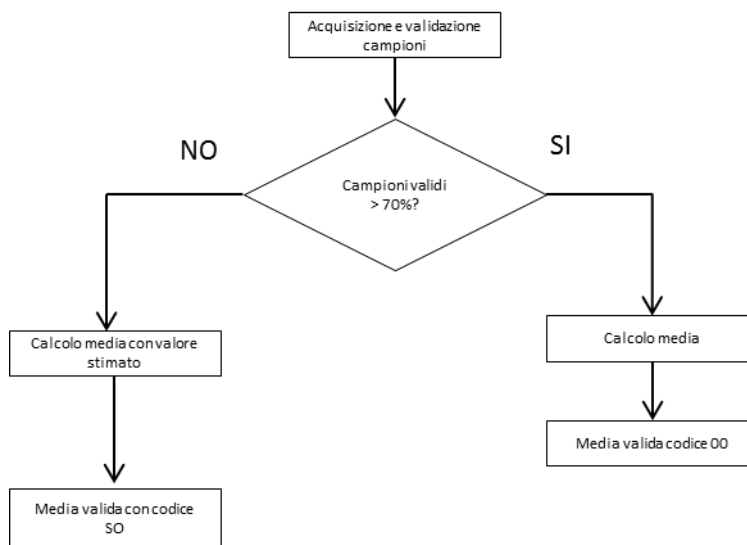 Acquisizione e validazione
campioni
NO
SI
Campioni validi
> 70%?
Calcolo media con valore
stimato
Calcolo media
Media valida codice 00
Media valida con codice
SO